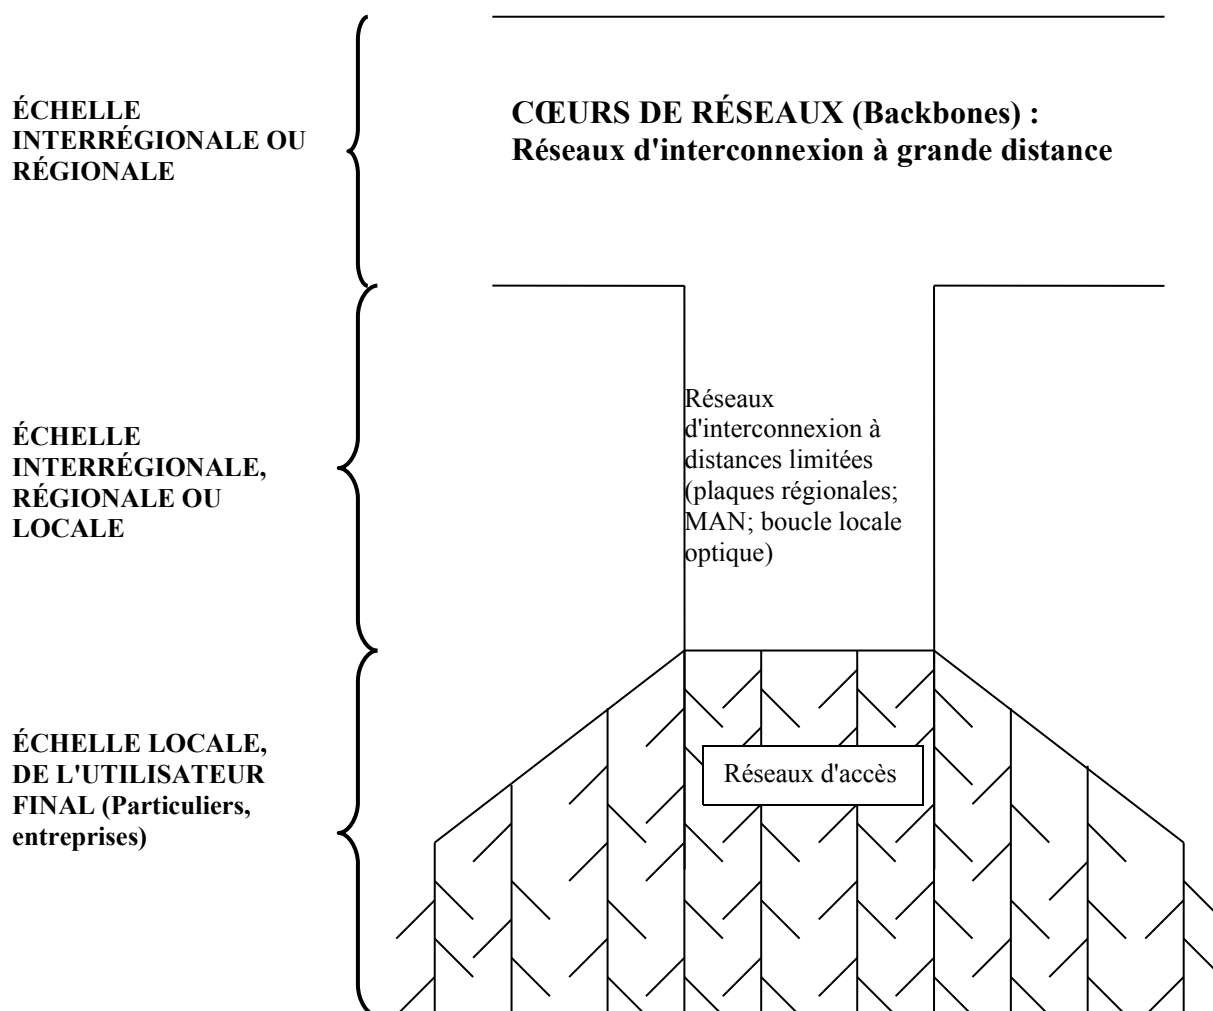 ÉCHELLE
INTERRÉGIONALE OU
RÉGIONALE
CŒURS DE RÉSEAUX (Backbones) :
Réseaux d'interconnexion à grande distance
ÉCHELLE
INTERRÉGIONALE,
RÉGIONALE OU
LOCALE
Réseaux
d'interconnexion à
distances limitées
(plaques régionales;
MAN; boucle locale
optique)
ÉCHELLE LOCALE,
DE L'UTILISATEUR
FINAL (Particuliers,
entreprises)
Réseaux d'accès